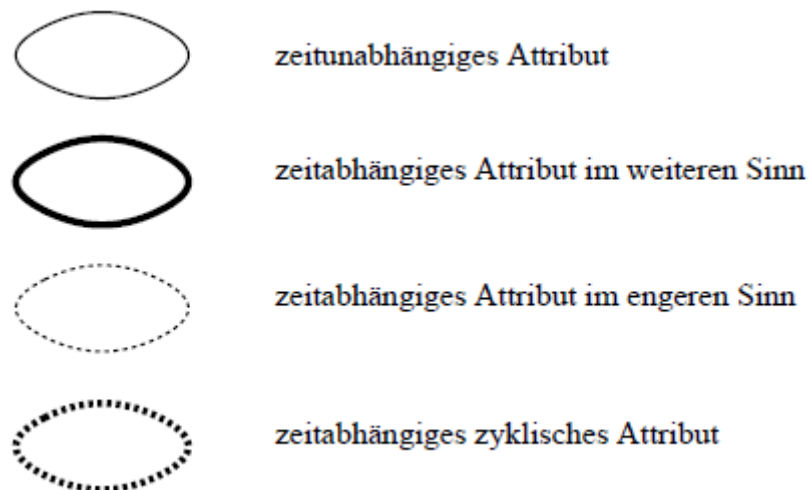 zeitunabhängiges Attribut
zeitabhängiges Attribut im weiteren Sinn
zeitabhängiges Attribut im engeren Sinn
zeitabhängiges zyklisches Attribut